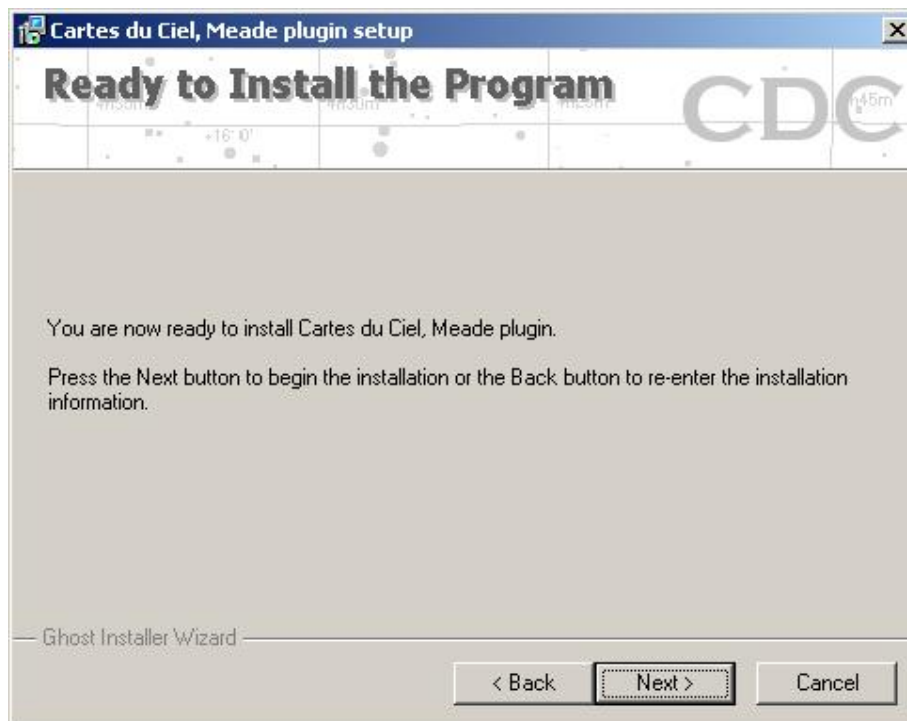 Cartes du Ciel, Meade plugin setup
Ready to Install the Program
CDC
+16° 0'
You are now ready to install Cartes du Ciel, Meade plugin.
Press the Next button to begin the installation or the Back button to re-enter the installation
information.
Ghost Installer Wizard
< Back
Next >
Cancel